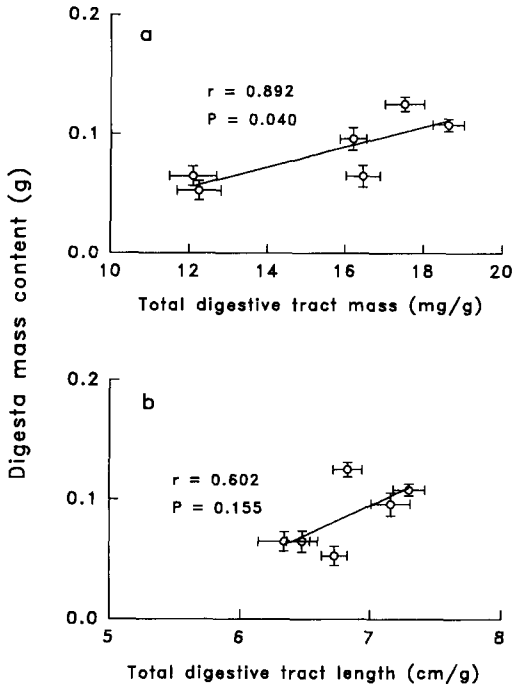 Digesta mass content (g)
0.2
a
r = 0.892
P = 0.040
0.1
0.0
10 12 14 16 18 20
Total digestive tract mass (mg/g)
0.2
b
r = 0.602
P = 0.155
0.1
0.0
5 6 7 8
Total digestive tract length (cm/g)